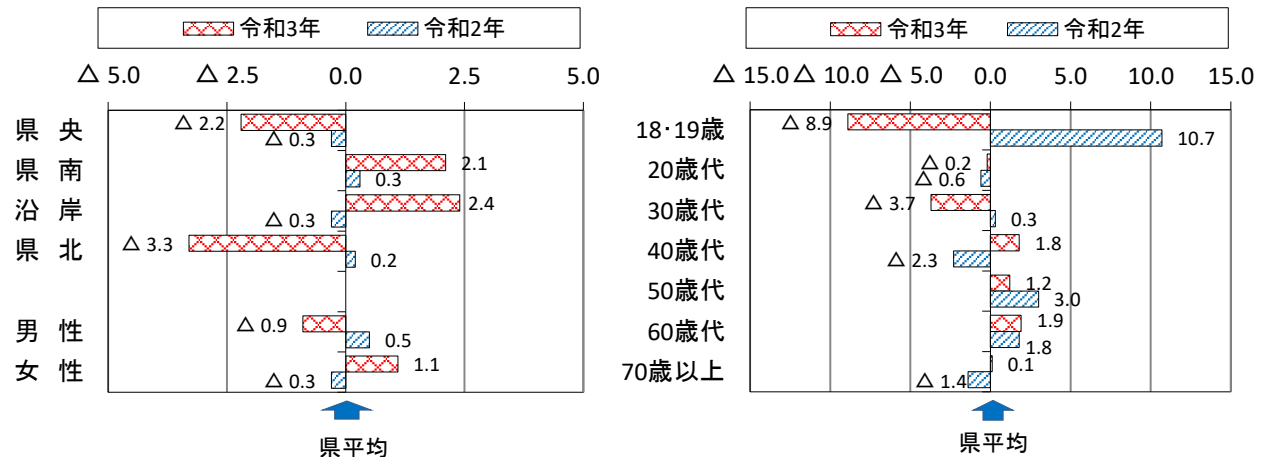 令和3年 令和2年
△ 5.0 △ 2.5 0.0 2.5 5.0
県 央 △ 2.2
△ 0.3
県 南 2.1
0.3
沿 岸 2.4
△ 0.3
県 北 △ 3.3
0.2
男 性 △ 0.9
0.5
女 性 1.1
△ 0.3
県平均
令和3年 令和2年
△ 15.0 △ 10.0 △ 5.0 0.0 5.0 10.0 15.0
18・19歳 △ 8.9
10.7
20歳代 △ 0.2
△ 0.6
30歳代 △ 3.7
0.3
40歳代 1.8
△ 2.3
50歳代 1.2
3.0
60歳代 1.9
1.8
70歳以上 0.1
△ 1.4
県平均